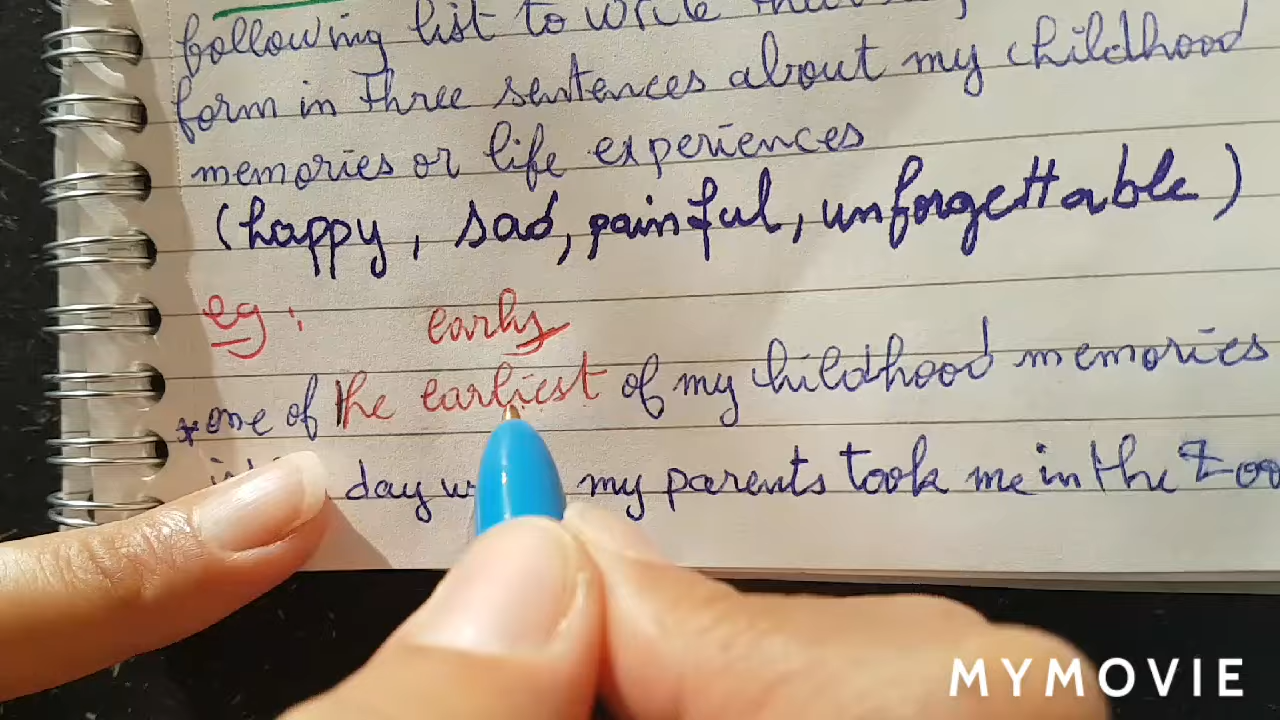 following list to write
form in three sentences about my childhood
memories or life experiences
(happy, sad, painful, unforgettable)
eg:
early
*one of the earliest of my childhood memories
day my parents took me in the zoo
MYMOVIE